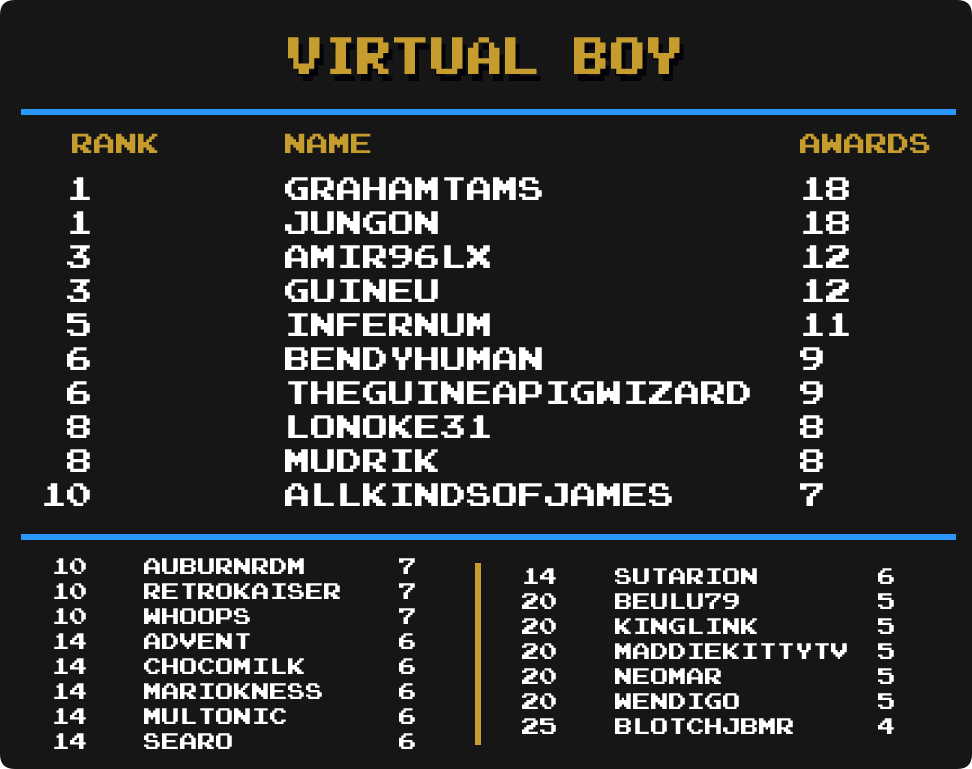 VIRTUAL BOY
RANK NAME AWARDS
1 GRAHAMTAMS 18
1 JUNGON 18
3 AMIR96LX 12
3 GUINEU 12
5 INFERNUM 11
6 BENDYHUMAN 9
6 THEGUINEAPIGWIZARD 9
8 LONOKE31 8
8 MUDRIK 8
10 ALLKINDSOFJAMES 7
10 AUBURNRDM 7
10 RETROKAISER 7
10 WHOOPS 7
14 ADVENT 6
14 CHOCOMILK 6
14 MARIOKNESS 6
14 MULTONIC 6
14 SEARO 6
14 SUTARION 6
20 BEULU79 5
20 KINGLINK 5
20 MADDIEKITTYTV 5
20 NEOMAR 5
20 WENDIGO 5
25 BLOTCHJBMR 4